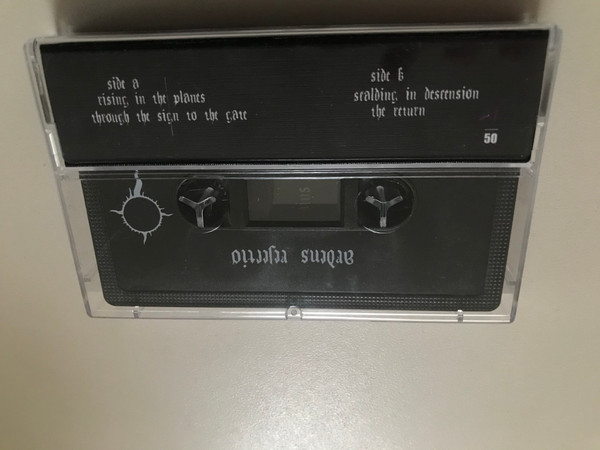 side a
rising in the planes
through the sign to the gate
side b
scalding in descension
the return
50
ardens rejectio